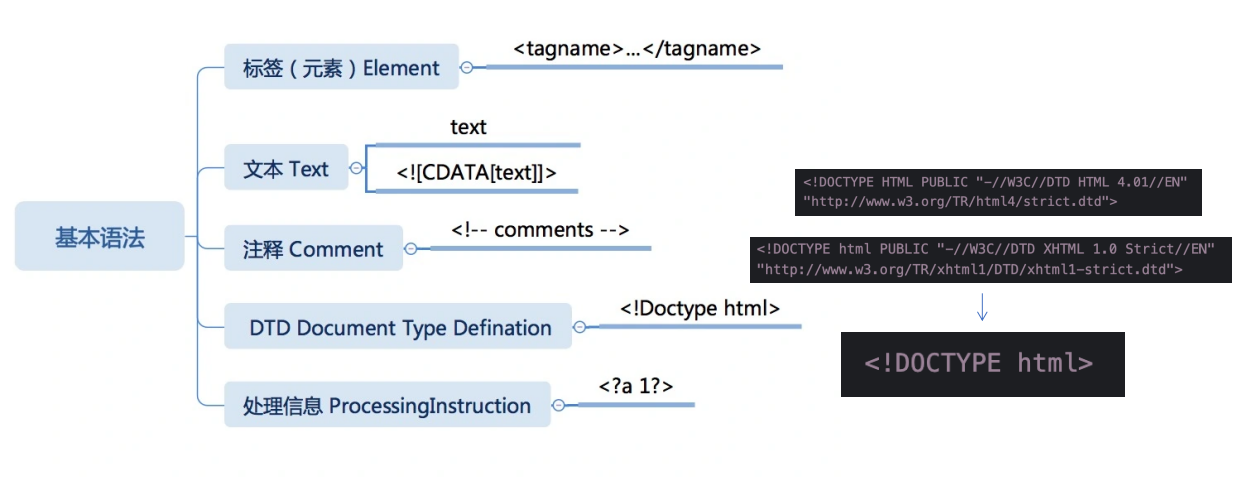 基本语法
标签（元素）Element
<tagname>...</tagname>
文本 Text
text
<![CDATA[text]]>
注释 Comment
<!-- comments -->
DTD Document Type Defination
<!Doctype html>
处理信息 ProcessingInstruction
<?a 1?>
<!DOCTYPE HTML PUBLIC "-//W3C//DTD HTML 4.01//EN"
"http://www.w3.org/TR/html4/strict.dtd">
<!DOCTYPE html PUBLIC "-//W3C//DTD XHTML 1.0 Strict//EN"
"http://www.w3.org/TR/xhtml1/DTD/xhtml1-strict.dtd">
<!DOCTYPE html>